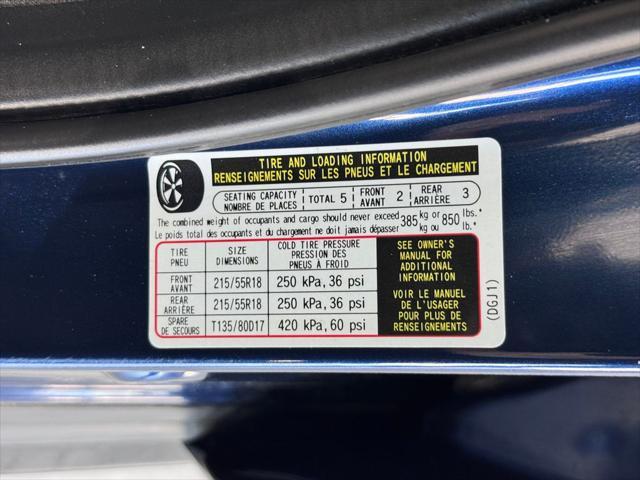 TIRE AND LOADING INFORMATION
RENSEIGNEMENTS SUR LES PNEUS ET LE CHARGEMENT
SEATING CAPACITY
NOMBRE DE PLACES
TOTAL 5
FRONT
AVANT
2
REAR
ARRIÈRE
3
The combined weight of occupants and cargo should never exceed 385 kg or 850 lbs.
Le poids total des occupants et du chargement ne doit jamais dépasser kg ou lb.
TIRE
PNEU
SIZE
DIMENSIONS
COLD TIRE PRESSURE
PRESSION DES
PNEUS À FROID
FRONT
AVANT
215/55R18
250 kPa, 36 psi
REAR
ARRIÈRE
215/55R18
250 kPa, 36 psi
SPARE
DE SECOURS
T135/80D17
420 kPa, 60 psi
SEE OWNER'S
MANUAL FOR
ADDITIONAL
INFORMATION
VOIR LE MANUEL
DE L'USAGER
POUR PLUS DE
RENSEIGNEMENTS
(DGJ1)